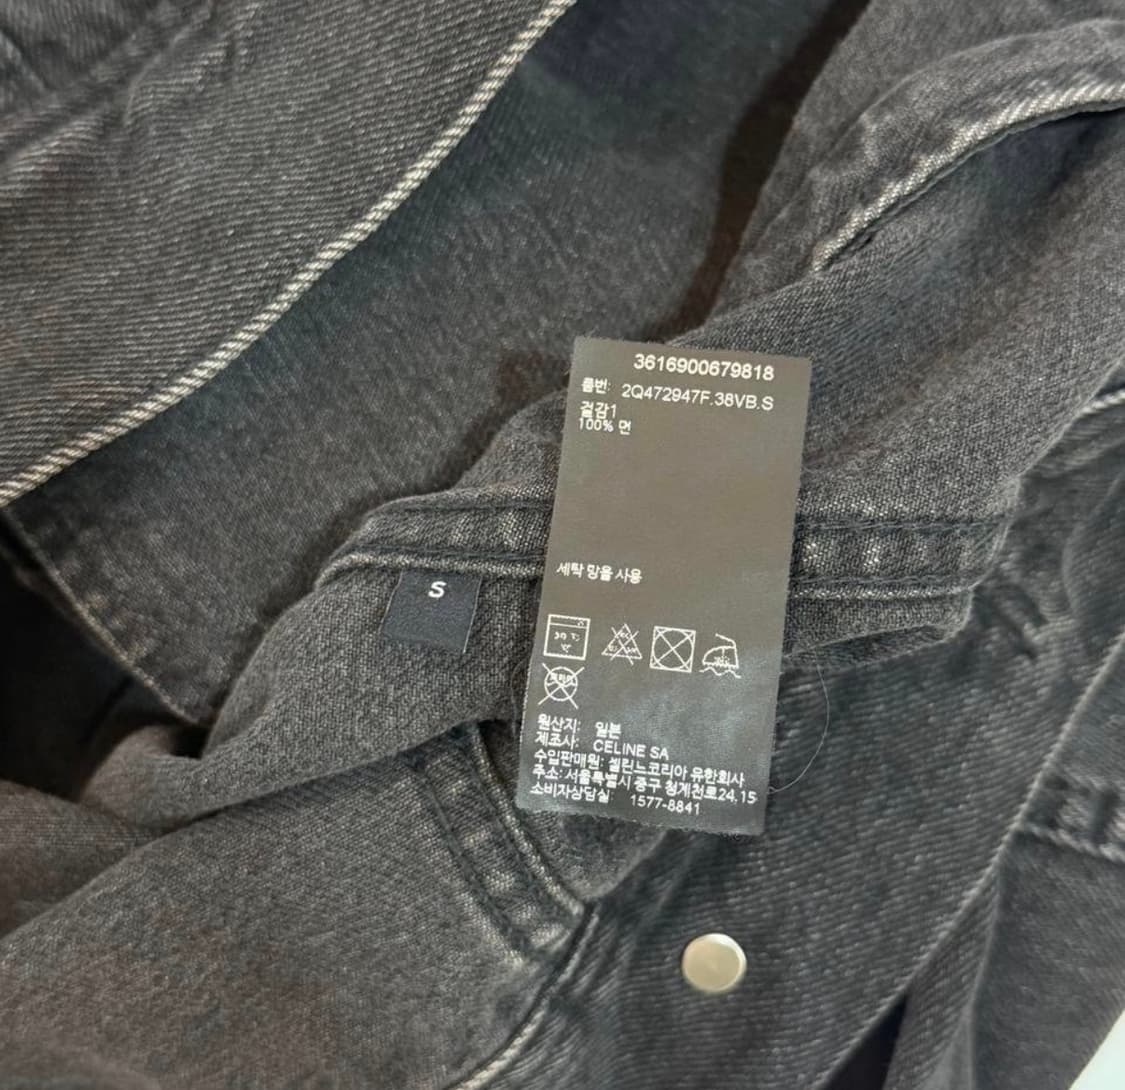 3616900679818
품번: 2Q472947F.38VB.S
겉감1
100% 면
S
세탁 망을 사용
원산지: 일본
제조사: CELINE SA
수입판매원: 셀린느코리아 유한회사
주소: 서울특별시 중구 청계천로24.15
소비자상담실: 1577-8841